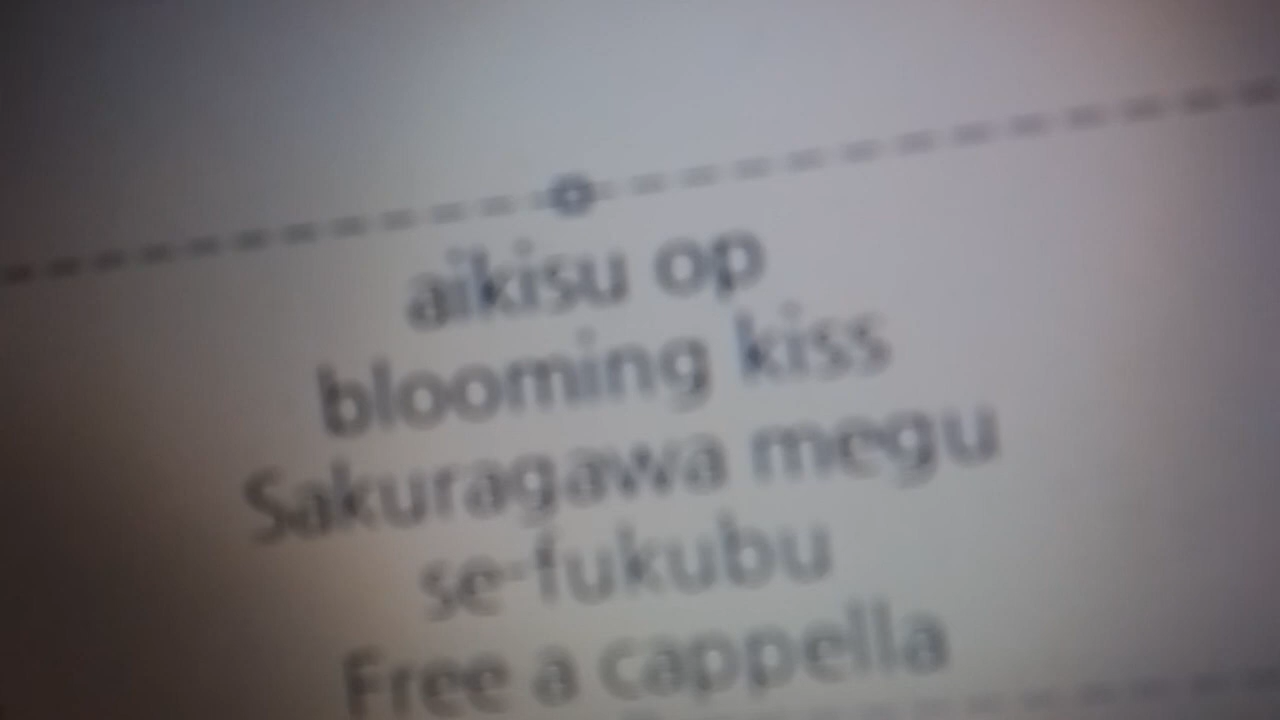 aikisu op
blooming kiss
Sakuragawa megu
se-fukubu
Free a cappella